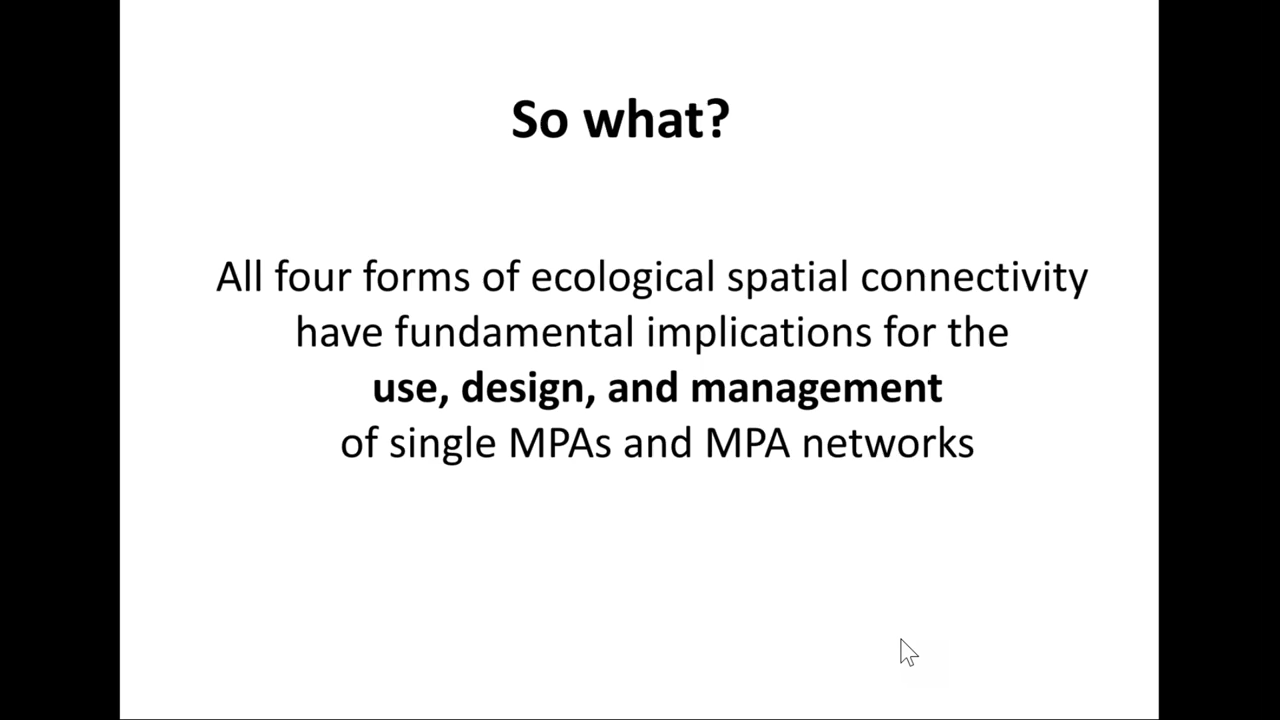 So what?
All four forms of ecological spatial connectivity
have fundamental implications for the
use, design, and management
of single MPAs and MPA networks